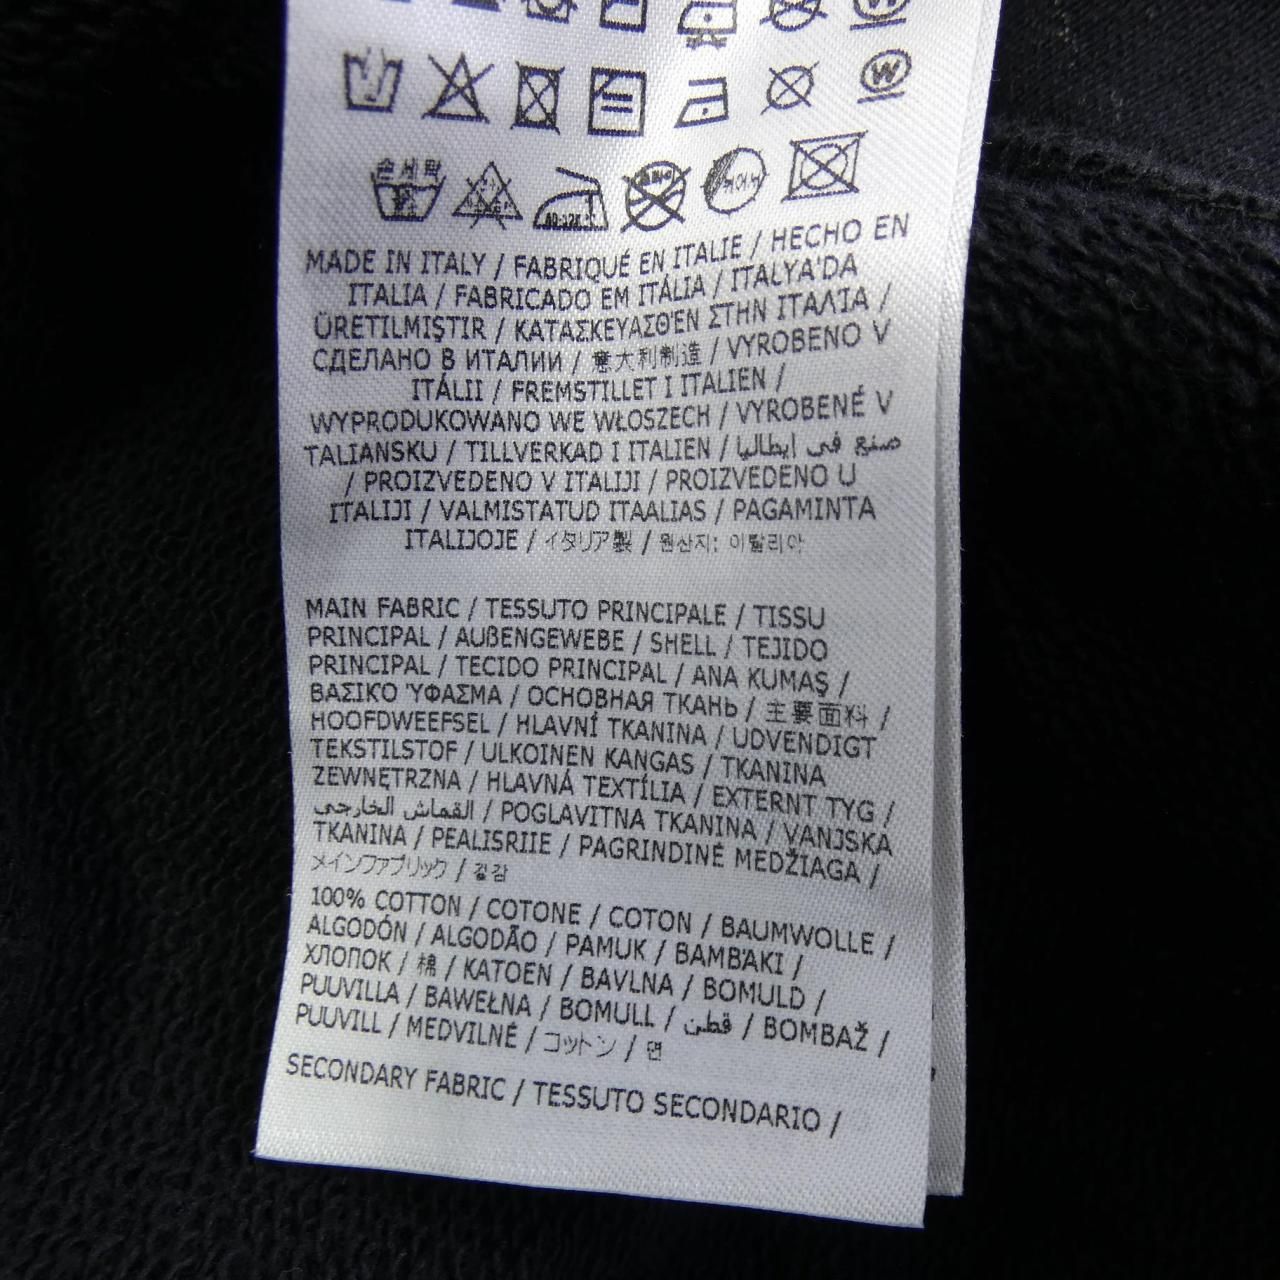 손세탁
W
W
MADE IN ITALY / FABRIQUÉ EN ITALIE / HECHO EN
ITALIA / FABRICADO EM ITÁLIA / ITALYA'DA
ÜRETILMIŞTIR / ΚΑΤΑΣΚΕΥΑΣΘΈΝ ΣΤΗΝ ΙΤΑΛΊΑ /
СДЕЛАНО В ИТАЛИИ / 意大利制造 / VYROBENO V
ITÁLII / FREMSTILLET I ITALIEN /
WYPRODUKOWANO WE WŁOSZECH / VYROBENÉ V
TALIANSKU / TILLVERKAD I ITALIEN / صنع في ايطاليا
/ PROIZVEDENO V ITALIJI / PROIZVEDENO U
ITALIJI / VALMISTATUD ITAALIAS / PAGAMINTA
ITALIJOJE / イタリア製 / 원산지: 이탈리아
MAIN FABRIC / TESSUTO PRINCIPALE / TISSU
PRINCIPAL / AUßENGEWEBE / SHELL / TEJIDO
PRINCIPAL / TECIDO PRINCIPAL / ANA KUMAŞ /
ΒΑΣΙΚΟ ΎΦΑΣΜΑ / ОСНОВНАЯ ТКАНЬ / 主要面料 /
HOOFDWEEFSEL / HLAVNÍ TKANINA / UDVENDIGT
TEKSTILSTOF / ULKOINEN KANGAS / TKANINA
ZEWNĘTRZNA / HLAVNÁ TEXTÍLIA / EXTERNT TYG /
القماش الخارجي / POGLAVITNA TKANINA / VANJSKA
TKANINA / PEALISRIIE / PAGRINDINĖ MEDŽIAGA /
メインファブリック / 겉감
100% COTTON / COTONE / COTON / BAUMWOLLE /
ALGODÓN / ALGODÃO / PAMUK / ΒΑΜΒΆΚΙ /
ХЛОПОК / 棉 / KATOEN / BAVLNA / BOMULD /
PUUVILLA / BAWEŁNA / BOMULL / قطن / BOMBAŽ /
PUUVILL / MEDVILNĖ / コットン / 면
SECONDARY FABRIC / TESSUTO SECONDARIO /